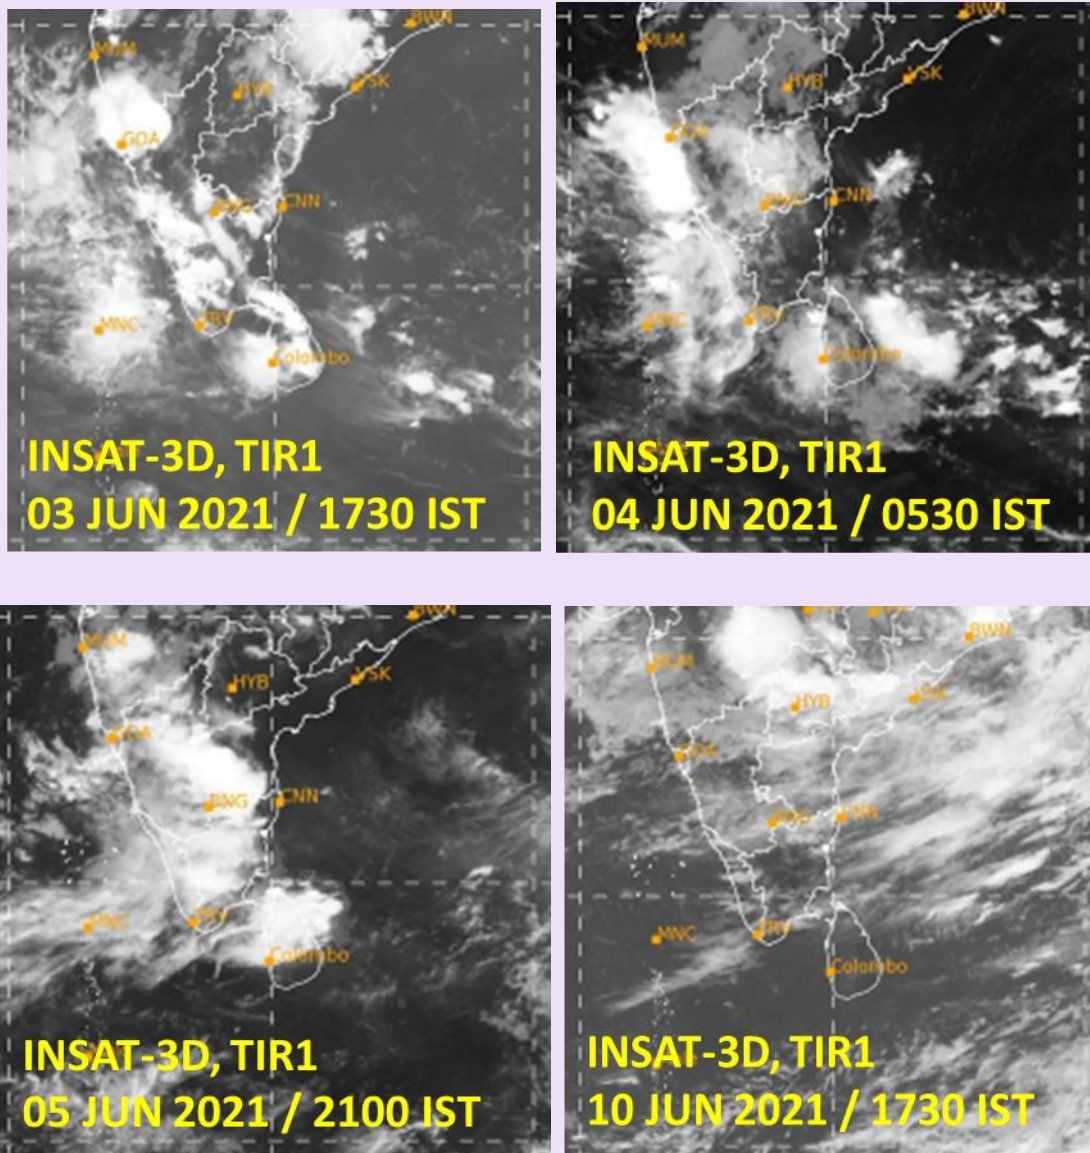 BWN
MUM
HYB
VSK
GOA
BNG
CNN
TRV
MNC
Colombo
INSAT-3D, TIR1
03 JUN 2021 / 1730 IST
BWN
MUM
HYB
VSK
GOA
BNG
CNN
TRV
MNC
Colombo
INSAT-3D, TIR1
04 JUN 2021 / 0530 IST
BWN
MUM
HYB
VSK
GOA
BNG
CNN
TRV
MNC
Colombo
INSAT-3D, TIR1
05 JUN 2021 / 2100 IST
BWN
MUM
HYB
VSK
GOA
BNG
CNN
TRV
MNC
Colombo
INSAT-3D, TIR1
10 JUN 2021 / 1730 IST